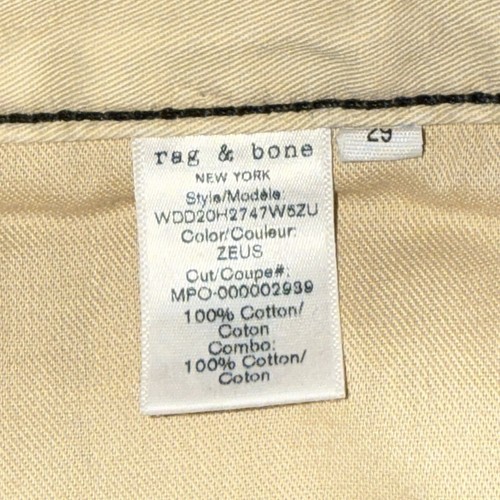 rag & bone
29
NEW YORK
Style/Modèle:
WDD20H2747W5ZU
Color/Couleur:
ZEUS
Cut/Coupe#:
MPO-000002939
100% Cotton/
Coton
Combo:
100% Cotton/
Coton